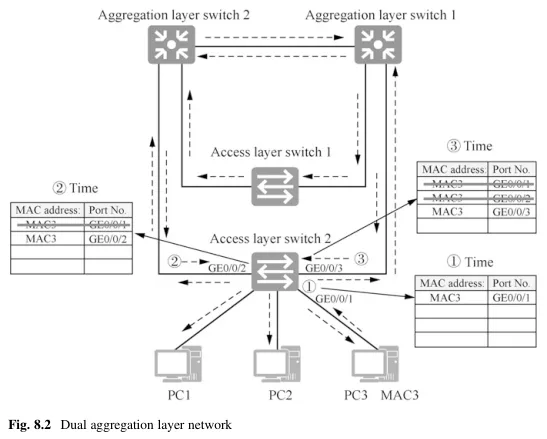 Aggregation layer switch 2
Aggregation layer switch 1
③ Time
Access layer switch 1
MAC address: Port No.
MAC3 GE0/0/1
MAC3 GE0/0/2
MAC3 GE0/0/3
② Time
MAC address: Port No.
MAC3 GE0/0/1
MAC3 GE0/0/2
Access layer switch 2
② GE0/0/2
③ GE0/0/3
① GE0/0/1
① Time
MAC address: Port No.
MAC3 GE0/0/1
PC1
PC2
PC3 MAC3
Fig. 8.2 Dual aggregation layer network